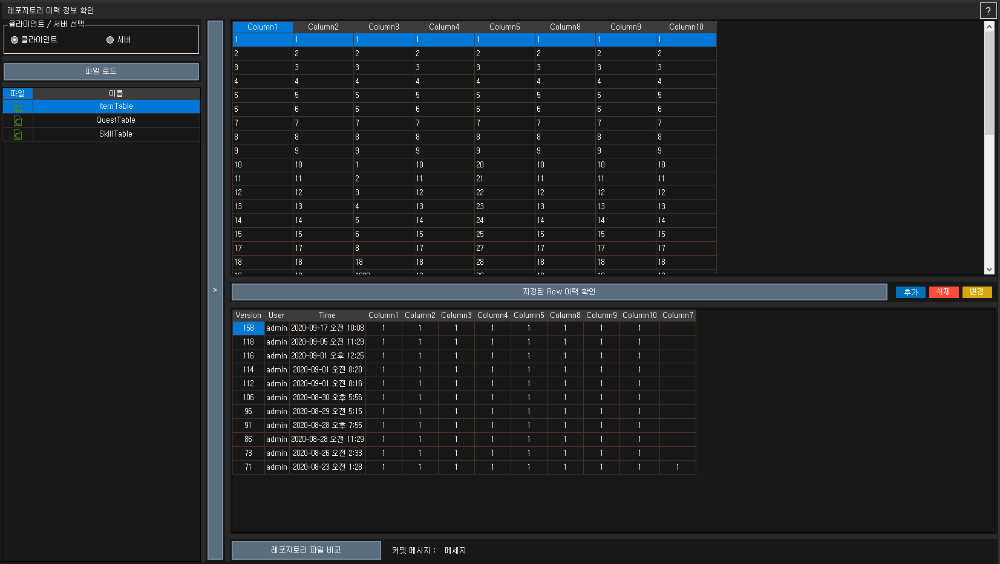 레포지토리 이력 정보 확인
?
클라이언트 / 서버 선택
클라이언트 서버
파일 로드
파일 이름
ItemTable
QuestTable
SkillTable
>
Column1 Column2 Column3 Column4 Column5 Column8 Column9 Column10
1 1 1 1 1 1 1 1
2 2 2 2 2 2 2 2
3 3 3 3 3 3 3 3
4 4 4 4 4 4 4 4
5 5 5 5 5 5 5 5
6 6 6 6 6 6 6 6
7 7 7 7 7 7 7 7
8 8 8 8 8 8 8 8
9 9 9 9 9 9 9 9
10 10 1 10 20 10 10 10
11 11 2 11 21 11 11 11
12 12 3 12 22 12 12 12
13 13 4 13 23 13 13 13
14 14 5 14 24 14 14 14
15 15 6 15 25 15 15 15
17 17 8 17 27 17 17 17
18 18 18 18 28 18 18 18
지정된 Row 이력 확인 추가 삭제 변경
Version User Time Column1 Column2 Column3 Column4 Column5 Column8 Column9 Column10 Column7
158 admin 2020-09-17 오전 10:08 1 1 1 1 1 1 1 1
118 admin 2020-09-05 오전 11:29 1 1 1 1 1 1 1 1
116 admin 2020-09-01 오후 12:25 1 1 1 1 1 1 1 1
114 admin 2020-09-01 오전 8:20 1 1 1 1 1 1 1 1
112 admin 2020-09-01 오전 8:16 1 1 1 1 1 1 1 1
106 admin 2020-08-30 오후 5:56 1 1 1 1 1 1 1 1
96 admin 2020-08-29 오전 5:15 1 1 1 1 1 1 1 1
91 admin 2020-08-28 오후 7:55 1 1 1 1 1 1 1 1
86 admin 2020-08-28 오전 11:29 1 1 1 1 1 1 1 1
73 admin 2020-08-26 오전 2:33 1 1 1 1 1 1 1 1
71 admin 2020-08-23 오전 1:28 1 1 1 1 1 1 1 1 1
레포지토리 파일 비교 커밋 메시지 : 메세지